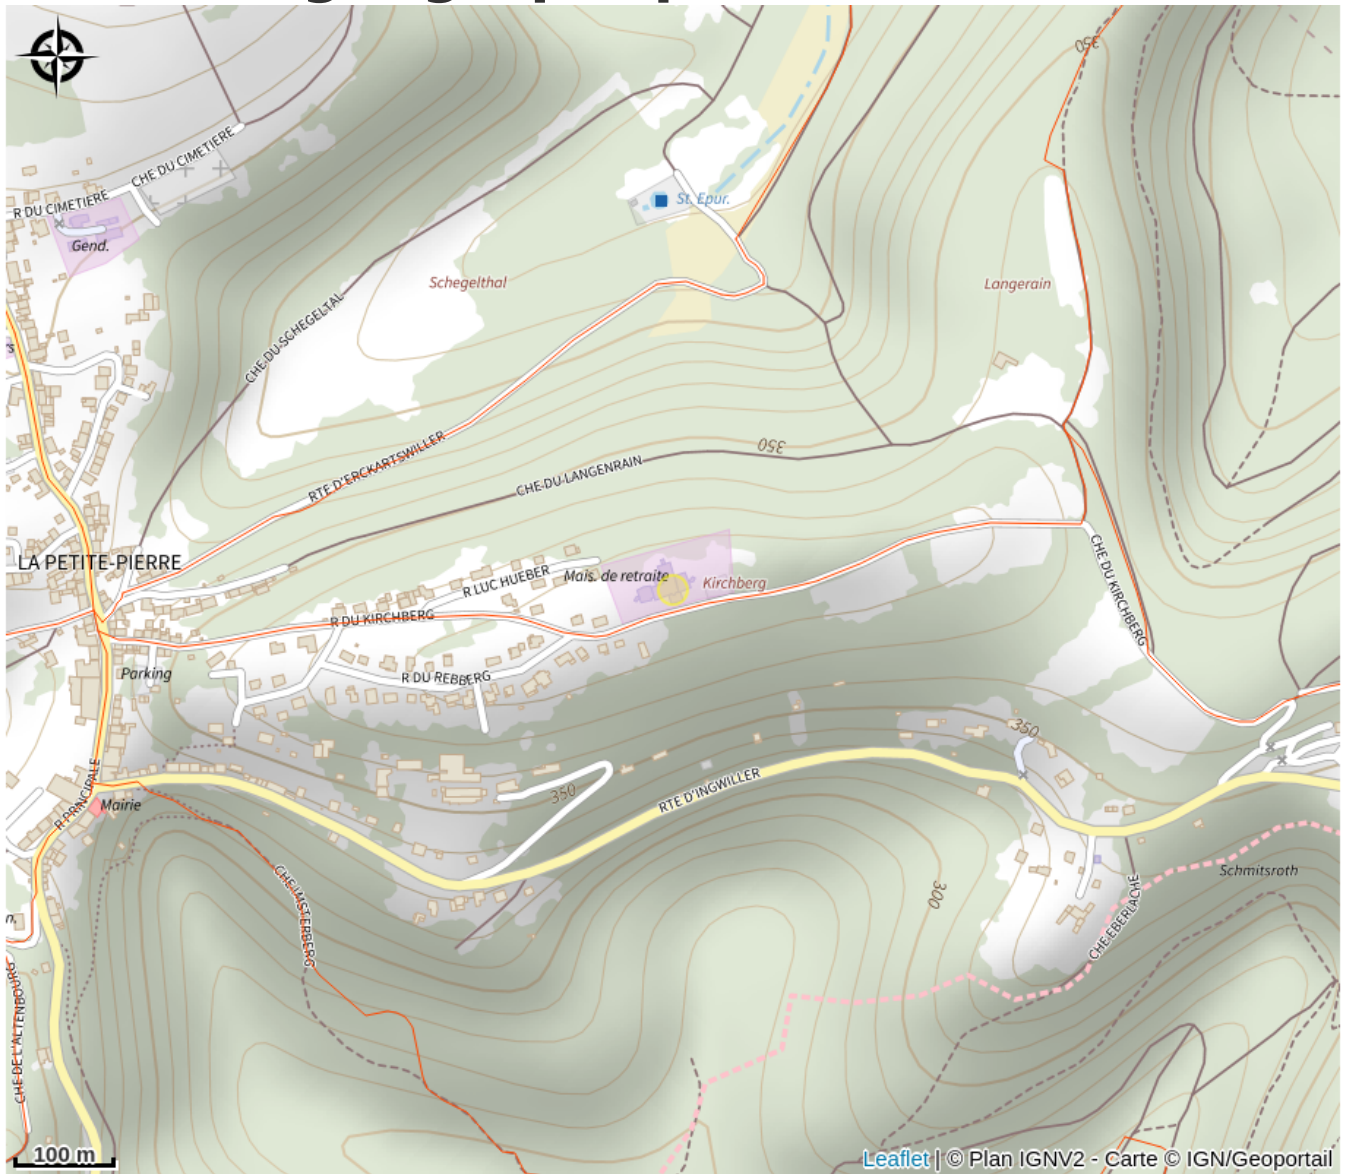 350
CHE DU CIMETIERE
R DU CIMETIERE
St. Epur.
Gend.
Schegelthal
Langerain
CHE DU SCHEGELTAL
350
RTE D'ERCKARTSWILLER
CHE DU LANGENRAIN
LA PETITE-PIERRE
Mais. de retraite
Kirchberg
R LUC HUEBER
CHE DU KIRCHBERG
R DU KIRCHBERG
Parking
R DU REBBERG
350
R PRINCIPALE
350
RTE D'INGWILLER
Mairie
Schmitsroth
300
CHE IMSTERBERG
CHE EBERLACHE
CHE DE L'ALTENBOURG
100 m
Leaflet | © Plan IGNV2 - Carte © IGN/Geoportail